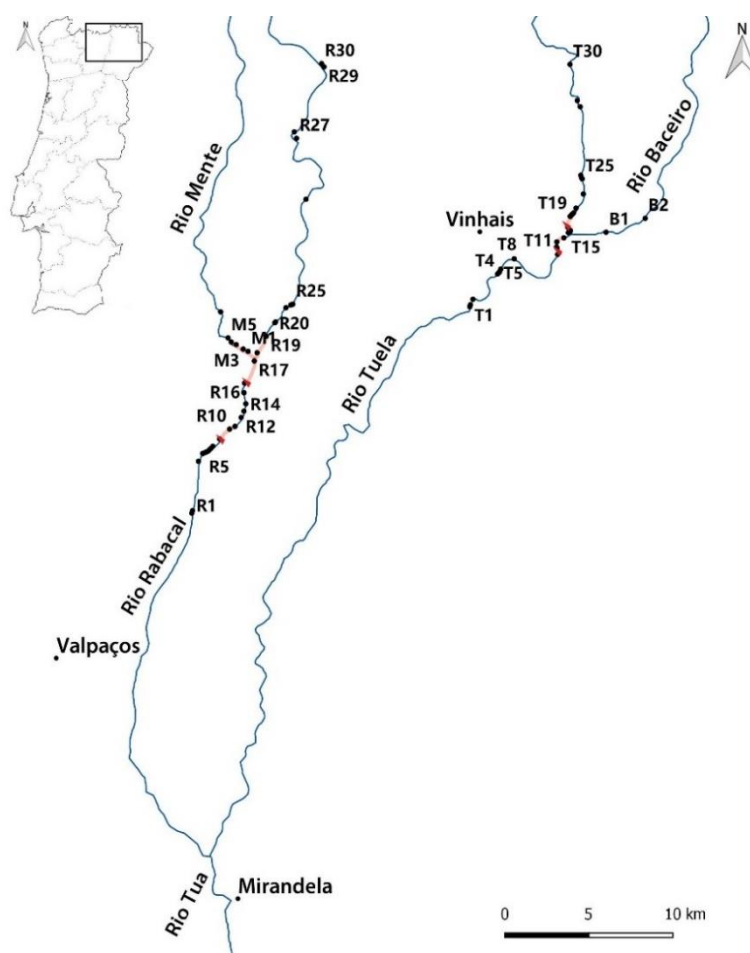 N
N
R30
R29
T30
R27
Rio Mente
T25
Rio Baceiro
T19
B2
B1
Vinhais
T8
T11
T15
T4
T5
T1
R25
M5
R20
M1
R19
M3
R17
Rio Tuela
R16
R14
R10
R12
R5
R1
Rio Rabacal
Valpaços
Rio Tua
Mirandela
0 5 10 km